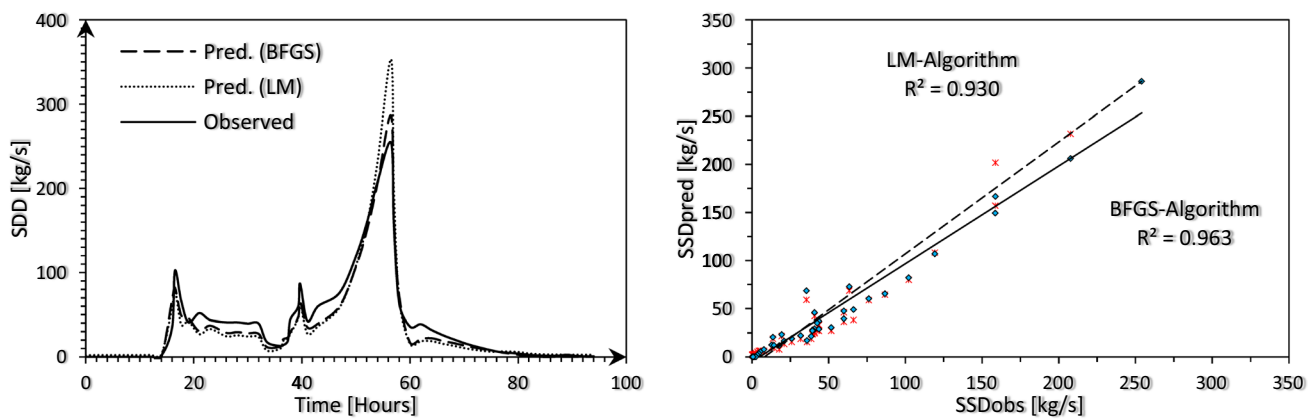 400
300
200
100
0
SDD [kg/s]
Pred. (BFGS)
Pred. (LM)
Observed
0 20 40 60 80 100
Time [Hours]
350
300
250
200
150
100
50
0
SSDpred [kg/s]
LM-Algorithm
R² = 0.930
BFGS-Algorithm
R² = 0.963
0 50 100 150 200 250 300 350
SSDobs [kg/s]